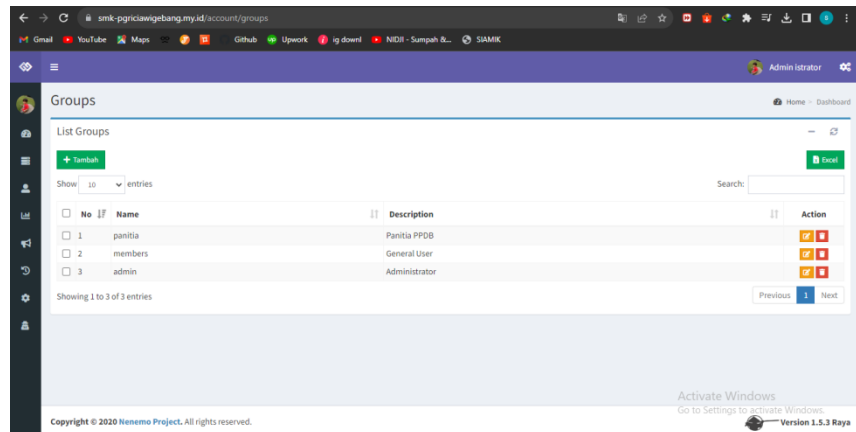 smk-pgriciawigebang.my.id/account/groups
Gmail YouTube Maps Github Upwork ig downl NIDJI - Sumpah &... SIAMIK
Admin istrator
Groups
Home > Dashboard
List Groups
Tambah
Excel
Show 10 entries
Search:
No Name Description Action
1 panitia Panitia PPDB
2 members General User
3 admin Administrator
Showing 1 to 3 of 3 entries
Previous 1 Next
Activate Windows
Go to Settings to activate Windows.
Copyright © 2020 Nenemo Project. All rights reserved.
Version 1.5.3 Raya